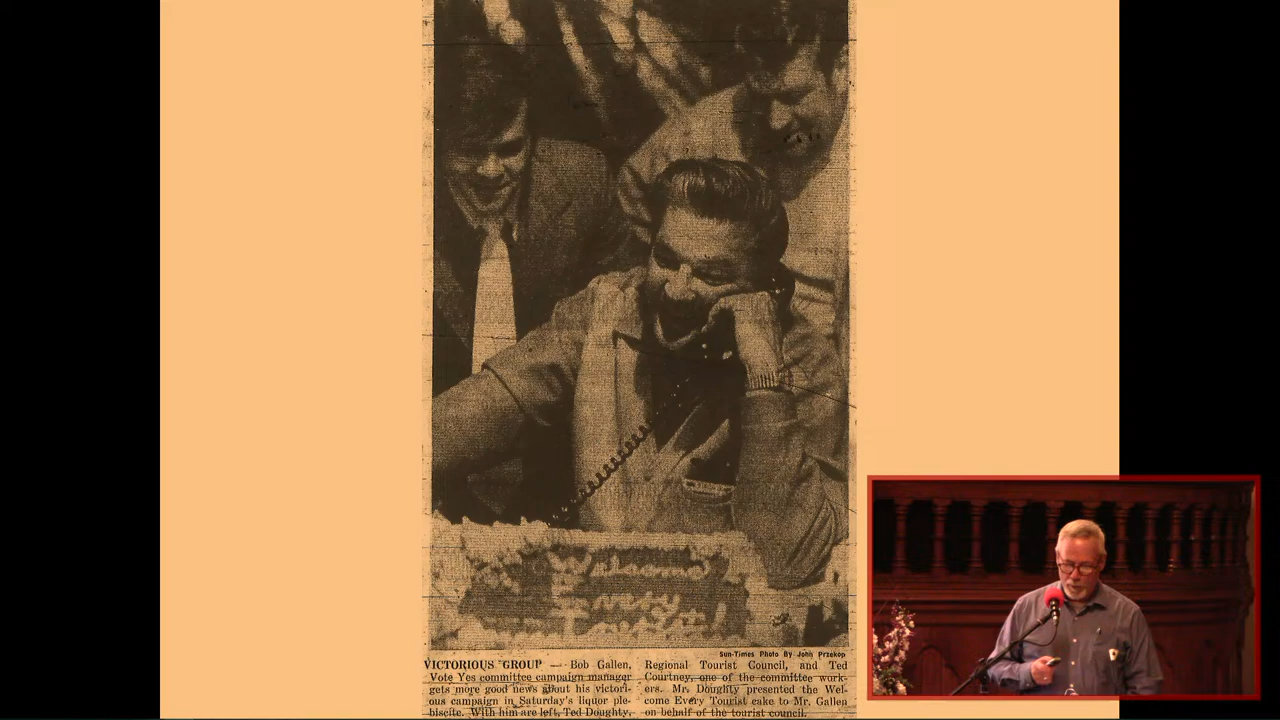 Welcome
Every
Sun-Times Photo By John Przekop
VICTORIOUS GROUP — Bob Gallen,
Vote Yes committee campaign manager
gets more good news about his victori-
ous campaign in Saturday's liquor ple-
biscite. With him are left, Ted Doughty,
Regional Tourist Council, and Ted
Courtney, one of the committee work-
ers. Mr. Doughty presented the Wel-
come Every Tourist cake to Mr. Gallen
on behalf of the tourist council.